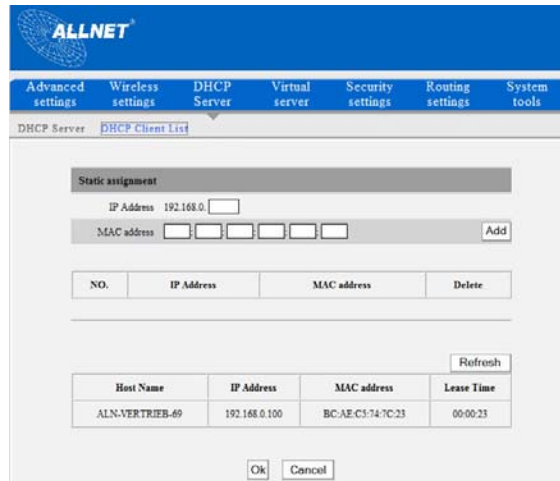 ALLNET®
Advanced settings
Wireless settings
DHCP Server
Virtual server
Security settings
Routing settings
System tools
DHCP Server DHCP Client List
Static assignment
IP Address 192.168.0.
MAC address : : : : : Add
NO. IP Address MAC address Delete
Refresh
Host Name IP Address MAC address Lease Time
ALN-VERTRIEB-69 192.168.0.100 BC:AE:C5:74:7C:23 00:00:23
Ok Cancel